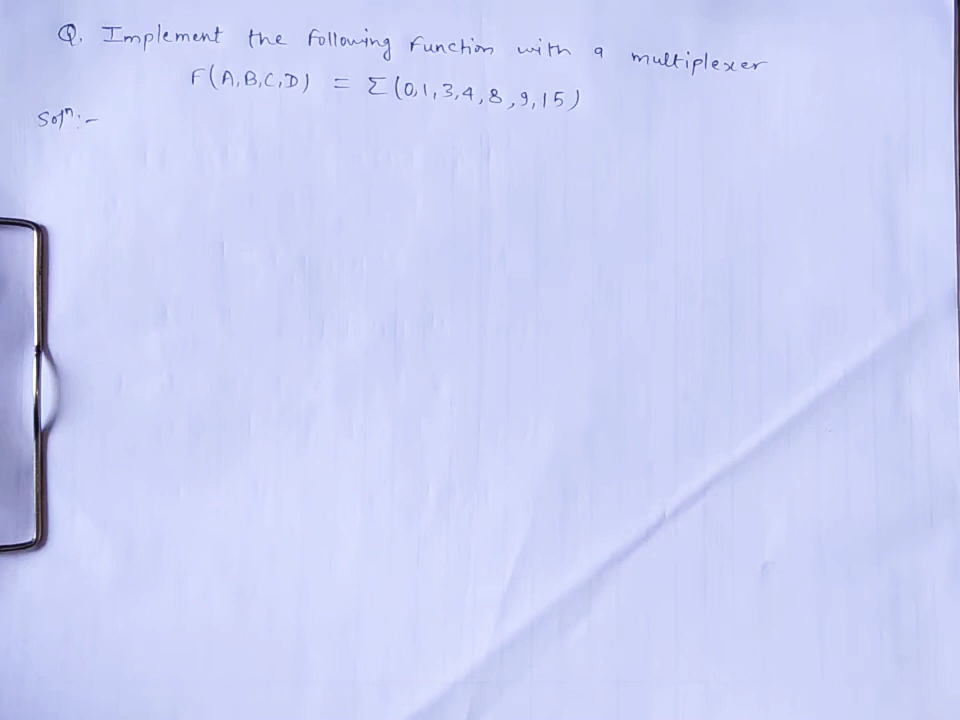 Q. Implement the following function with a multiplexer
F(A,B,C,D) = Σ(0,1,3,4,8,9,15)
Solⁿ:-